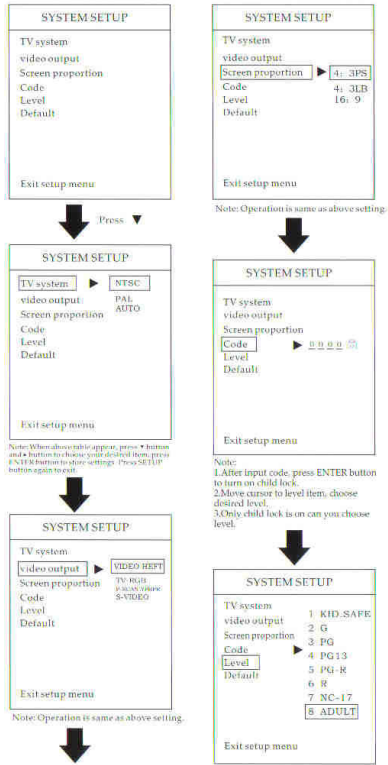 SYSTEM SETUP
TV system
video output
Screen proportion
Code
Level
Default
Exit setup menu
Press ▼
SYSTEM SETUP
TV system ▶ NTSC
video output PAL
Screen proportion AUTO
Code
Level
Default
Exit setup menu
Note: When above table appear, press ▼ button
and ▸ button to choose your desired item, press
ENTER button to store settings. Press SETUP
button again to exit.
SYSTEM SETUP
TV system
video output ▶ VIDEO HEFT
Screen proportion TV-RGB
Code
Level S-VIDEO
Default
Exit setup menu
Note: Operation is same as above setting.
SYSTEM SETUP
TV system
video output
Screen proportion ▶ 4: 3PS
Code 4: 3LB
Level 16: 9
Default
Exit setup menu
Note: Operation is same as above setting.
SYSTEM SETUP
TV system
video output
Screen proportion
Code ▶ 0 0 0 0
Level
Default
Exit setup menu
Note:
1.After input code, press ENTER button
to turn on child lock.
2.Move cursor to level item, choose
desired level.
3.Only child lock is on can you choose
level.
SYSTEM SETUP
TV system
video output
Screen proportion
Code ▶
Level
Default
1 KID.SAFE
2 G
3 PG
4 PG13
5 PG-R
6 R
7 NC-17
8 ADULT
Exit setup menu